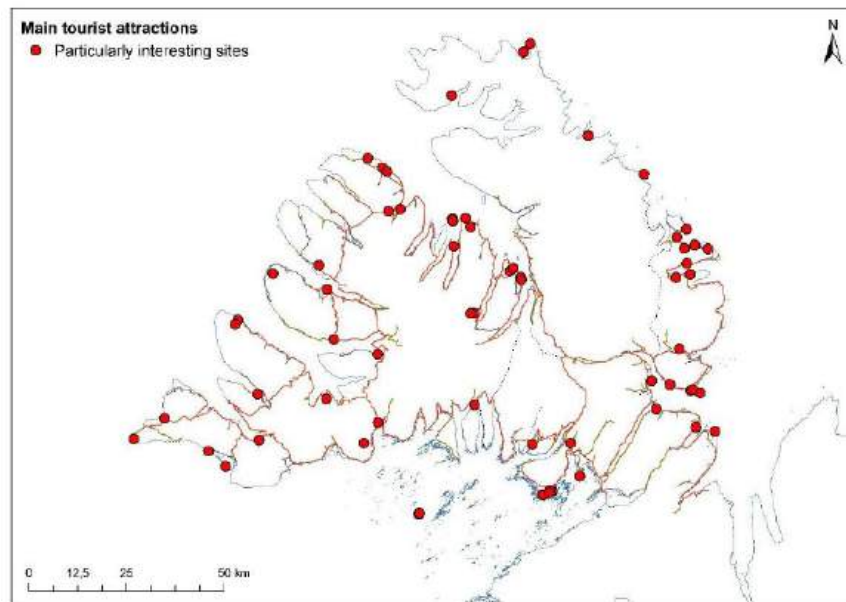 Main tourist attractions
Particularly interesting sites
N
0 12,5 25 50 km